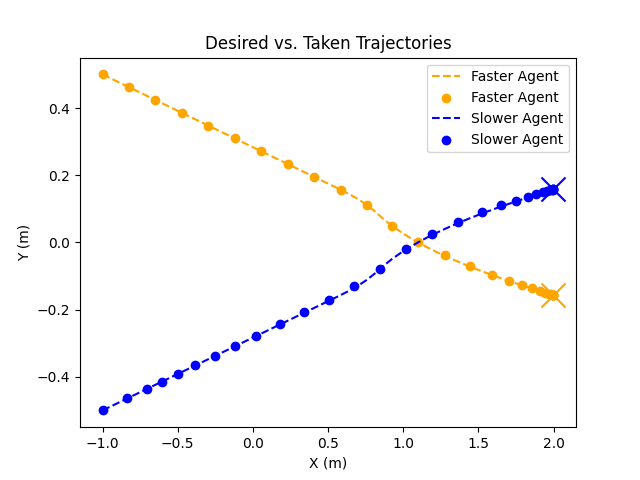 Desired vs. Taken Trajectories
Faster Agent
Faster Agent
Slower Agent
Slower Agent
Y (m)
0.4
0.2
0.0
−0.2
−0.4
−1.0
−0.5
0.0
0.5
1.0
1.5
2.0
X (m)